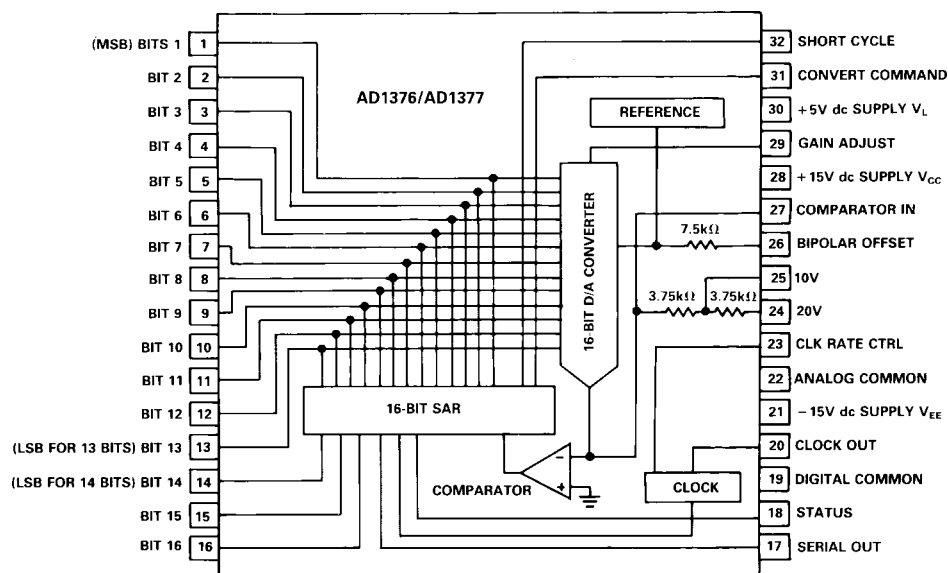 (MSB) BITS 1 1
BIT 2 2
BIT 3 3
BIT 4 4
BIT 5 5
BIT 6 6
BIT 7 7
BIT 8 8
BIT 9 9
BIT 10 10
BIT 11 11
BIT 12 12
(LSB FOR 13 BITS) BIT 13 13
(LSB FOR 14 BITS) BIT 14 14
BIT 15 15
BIT 16 16
AD1376/AD1377
REFERENCE
16-BIT D/A CONVERTER
7.5kΩ
3.75kΩ 3.75kΩ
16-BIT SAR
COMPARATOR
−
+
CLOCK
32 SHORT CYCLE
31 CONVERT COMMAND
30 +5V dc SUPPLY VL
29 GAIN ADJUST
28 +15V dc SUPPLY VCC
27 COMPARATOR IN
26 BIPOLAR OFFSET
25 10V
24 20V
23 CLK RATE CTRL
22 ANALOG COMMON
21 −15V dc SUPPLY VEE
20 CLOCK OUT
19 DIGITAL COMMON
18 STATUS
17 SERIAL OUT